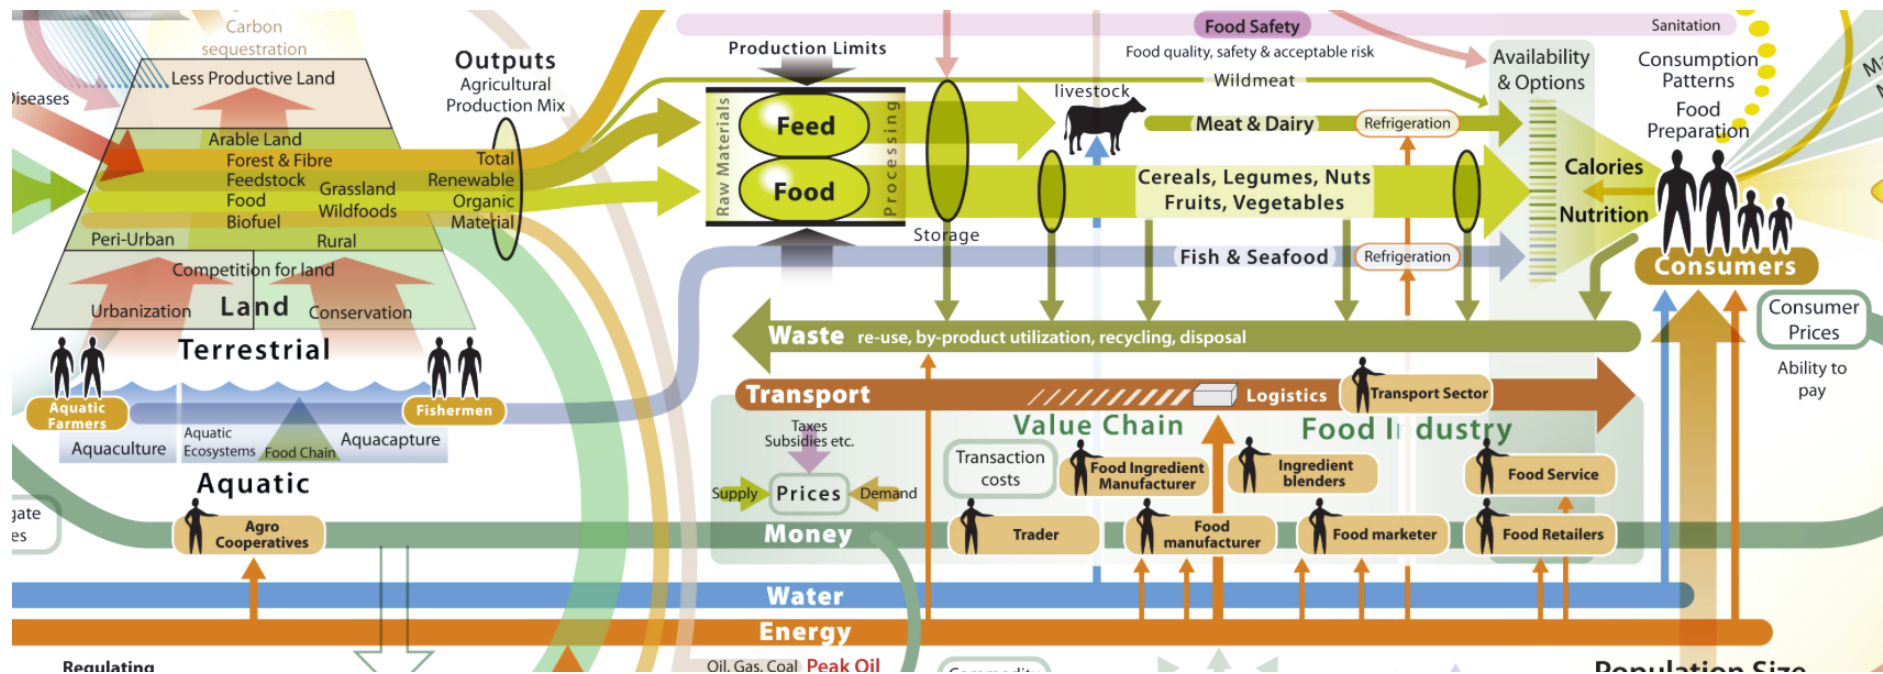 Carbon
sequestration
Less Productive Land
Diseases
Arable Land
Forest & Fibre
Feedstock
Food
Biofuel
Grassland
Wildfoods
Peri-Urban
Rural
Competition for land
Urbanization
Land
Conservation
Terrestrial
Outputs
Agricultural
Production Mix
Total
Renewable
Organic
Material
Aquatic
Farmers
Fishermen
Aquaculture
Aquatic
Ecosystems
Food Chain
Aquacapture
Aquatic
Agro
Cooperatives
Regulating
Production Limits
Raw Materials
Feed
Food
Processing
Storage
Food Safety
Food quality, safety & acceptable risk
Wildmeat
livestock
Meat & Dairy
Refrigeration
Cereals, Legumes, Nuts
Fruits, Vegetables
Fish & Seafood
Refrigeration
Availability
& Options
Calories
Nutrition
Sanitation
Consumption
Patterns
Food
Preparation
Consumers
Consumer
Prices
Ability to
pay
Waste re-use, by-product utilization, recycling, disposal
Transport
Logistics
Transport Sector
Value Chain
Food Industry
Taxes
Subsidies etc.
Supply
Prices
Demand
Transaction
costs
Food Ingredient
Manufacturer
Ingredient
blenders
Food Service
Money
Trader
Food
manufacturer
Food marketer
Food Retailers
Water
Energy
Oil, Gas, Coal
Peak Oil
Commodity
Population Size